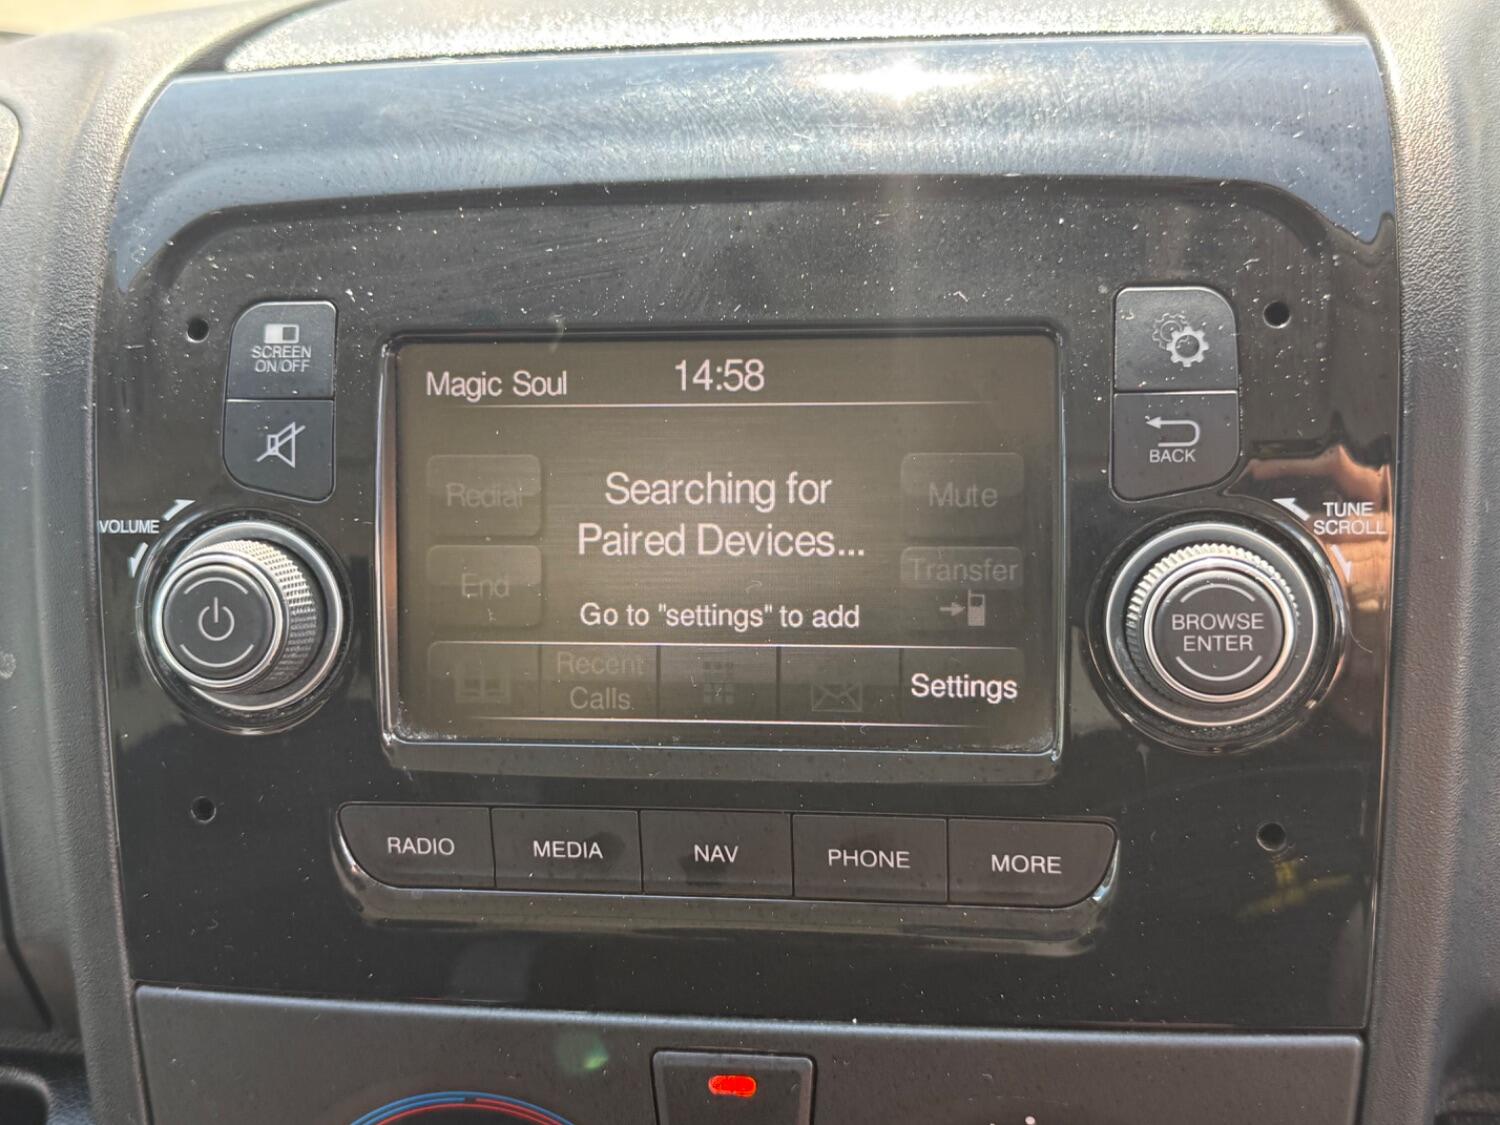 SCREEN
ON/OFF
VOLUME
Magic Soul
14:58
Redial
Searching for
Paired Devices...
Mute
End
Transfer
Go to "settings" to add
Recent
Calls
Settings
BACK
TUNE
SCROLL
BROWSE
ENTER
RADIO
MEDIA
NAV
PHONE
MORE